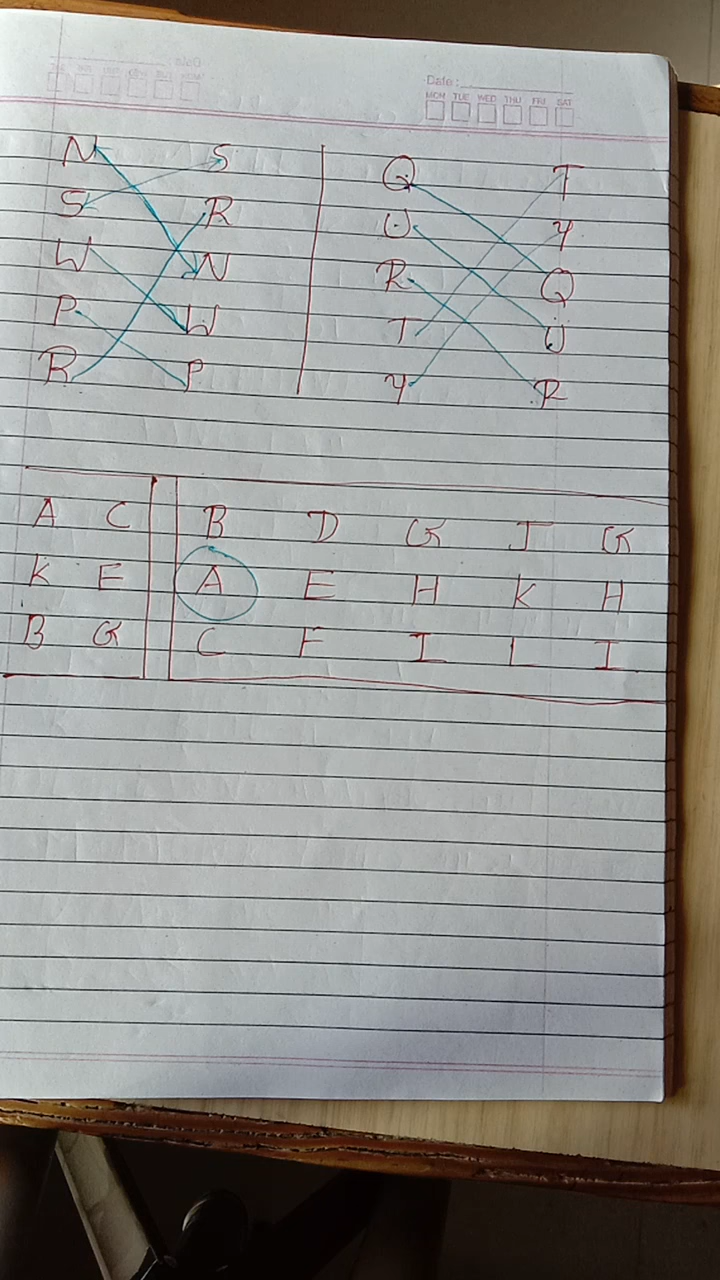 Date :
MON TUE WED THU FRI SAT
N S Q T
S R U Y
W N R Q
P W T U
R P Y R
A C B D G J G
K E A E H K H
B G C F I L I